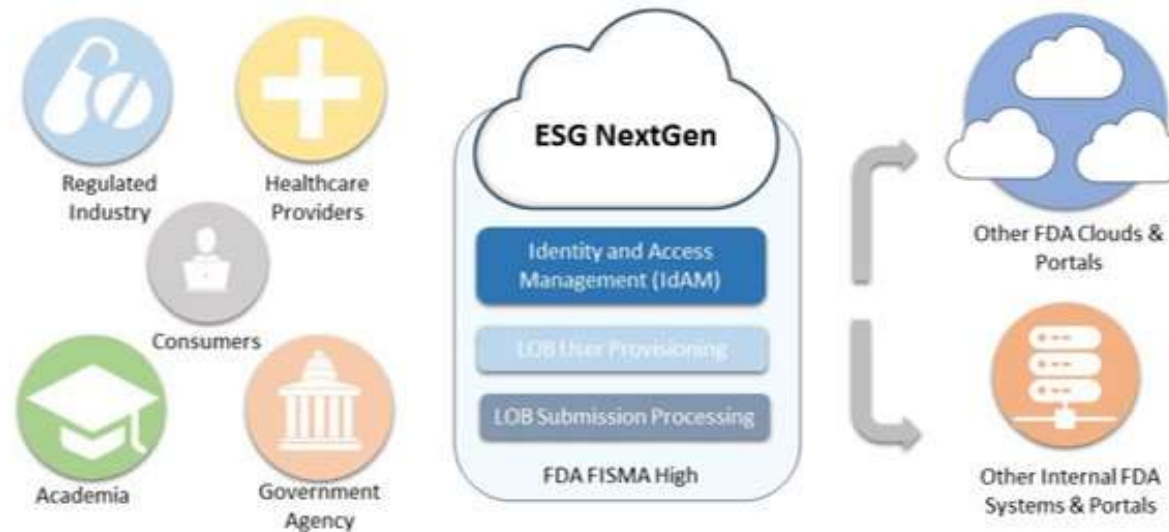 Regulated
Industry
Healthcare
Providers
Consumers
Academia
Government
Agency
ESG NextGen
Identity and Access
Management (IdAM)
LOB User Provisioning
LOB Submission Processing
FDA FISMA High
Other FDA Clouds &
Portals
Other Internal FDA
Systems & Portals